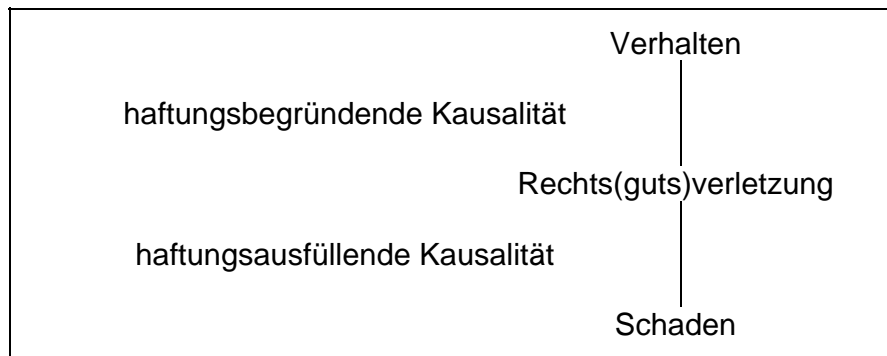 Verhalten
haftungsbegründende Kausalität
Rechts(guts)verletzung
haftungsausfüllende Kausalität
Schaden